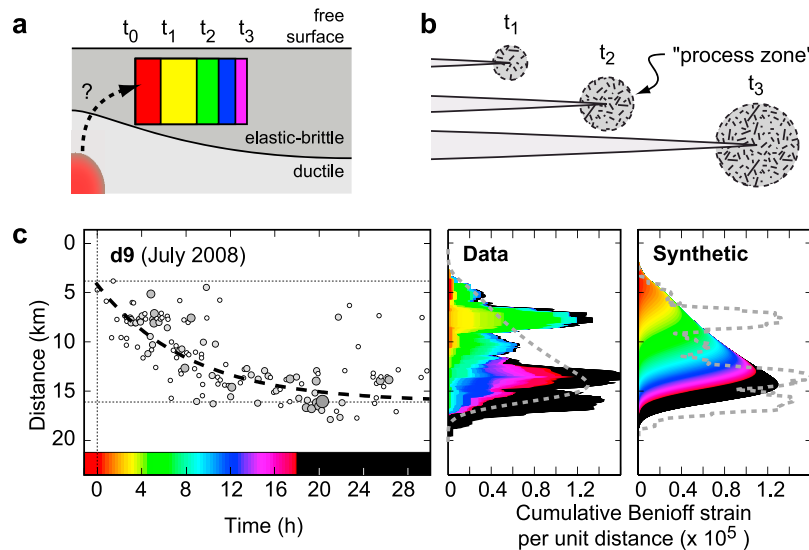 a
t0 t1 t2 t3
free
surface
?
elastic-brittle
ductile
b
t1
t2
"process zone"
t3
c
d9 (July 2008)
Data
Synthetic
0
5
10
15
20
Distance (km)
0 4 8 12 16 20 24 28
Time (h)
0 0.4 0.8 1.2
0 0.4 0.8 1.2
Cumulative Benioff strain
per unit distance (x 10^5)